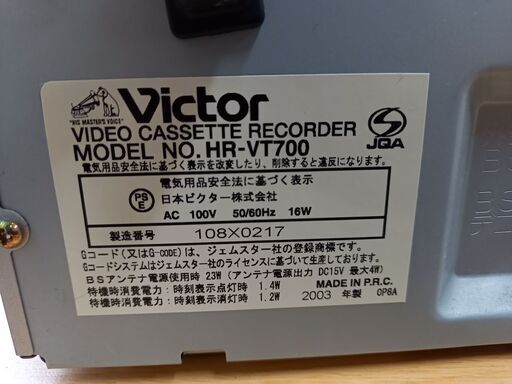 "HIS MASTER'S VOICE"
Victor
VIDEO CASSETTE RECORDER
MODEL NO. HR-VT700
JQA
電気用品安全法に基づく表示を改変したり、削除すると違反になります。
PS
E
電気用品安全法に基づく表示
日本ビクター株式会社
AC 100V 50/60Hz 16W
製造番号 108X0217
Gコード(又はG-CODE)は、ジェムスター社の登録商標です。
Gコードシステムはジェムスター社のライセンスに基づいて生産しております。
BSアンテナ電源使用時 23W (アンテナ電源出力 DC15V 最大4W)
待機時消費電力:時刻表示点灯時 1.4W
待機時消費電力:時刻表示消灯時 1.2W
MADE IN P.R.C.
2003 年製 0P8A